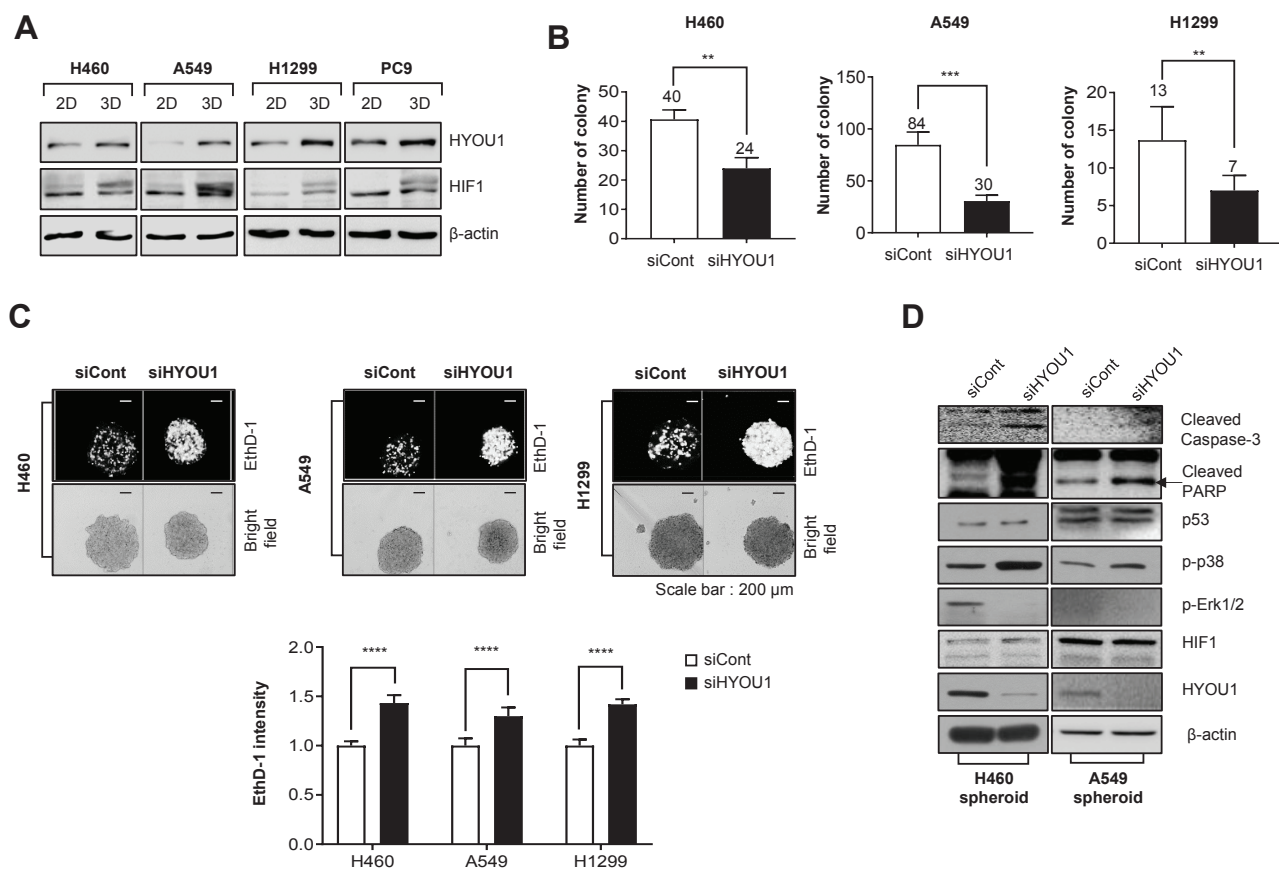 A
H460 A549 H1299 PC9
2D 3D 2D 3D 2D 3D 2D 3D
HYOU1
HIF1
β-actin
B
H460
**
Number of colony
50
40
30
20
10
0
40
24
siCont siHYOU1
A549
***
Number of colony
150
100
50
0
84
30
siCont siHYOU1
H1299
**
Number of colony
20
15
10
5
0
13
7
siCont siHYOU1
C
siCont siHYOU1
H460
EthD-1
Bright
field
siCont siHYOU1
A549
EthD-1
Bright
field
siCont siHYOU1
H1299
EthD-1
Bright
field
Scale bar : 200 µm
EthD-1 intensity
2.0
1.5
1.0
0.5
0.0
****
****
****
siCont
siHYOU1
H460 A549 H1299
D
siCont siHYOU1 siCont siHYOU1
Cleaved
Caspase-3
Cleaved
PARP
p53
p-p38
p-Erk1/2
HIF1
HYOU1
β-actin
H460
spheroid
A549
spheroid